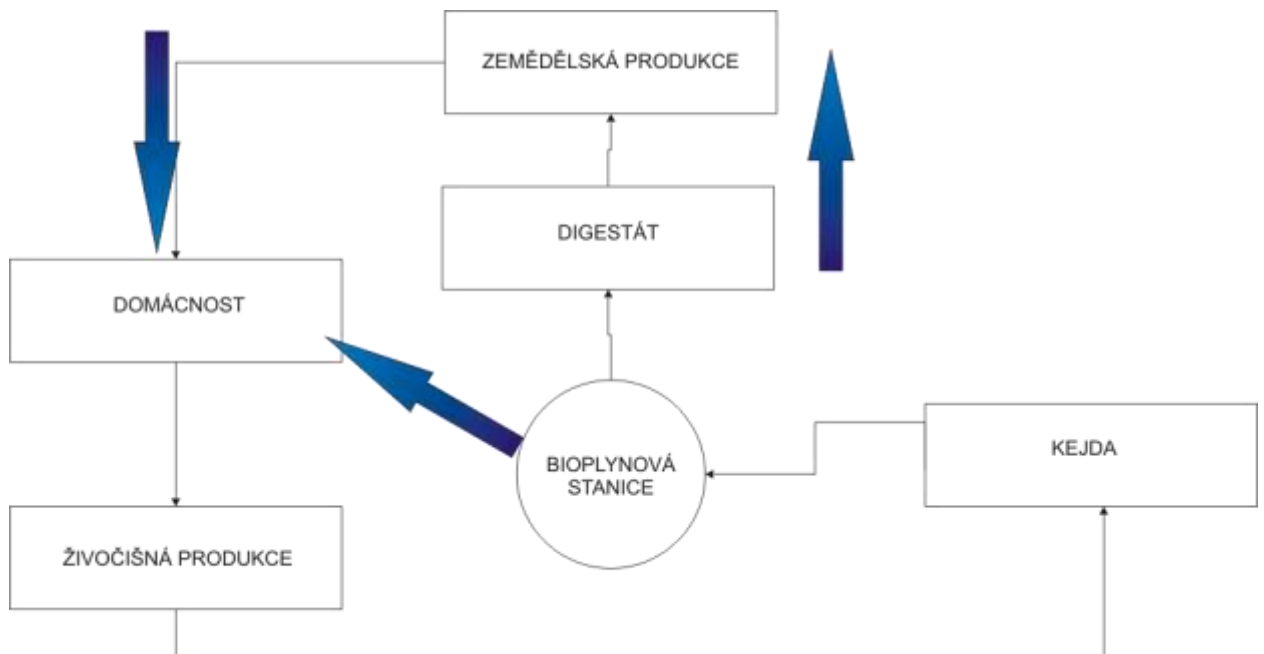 ZEMĚDĚLSKÁ PRODUKCE
DIGESTÁT
DOMÁCNOST
BIOPLYNOVÁ
STANICE
KEJDA
ŽIVOČIŠNÁ PRODUKCE